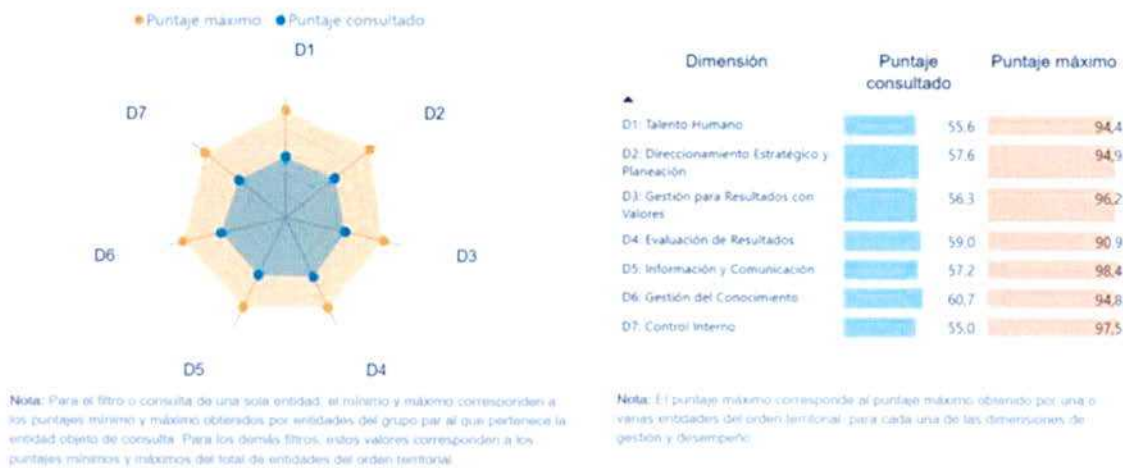 Puntaje máximo Puntaje consultado
D1
D2
D3
D4
D5
D6
D7
Nota: Para el filtro o consulta de una sola entidad, el mínimo y máximo corresponden a
los puntajes mínimo y máximo obtenidos por entidades del grupo par al que pertenece la
entidad objeto de consulta. Para los demás filtros, estos valores corresponden a los
puntajes mínimos y máximos del total de entidades del orden territorial
Dimensión Puntaje consultado Puntaje máximo
D1: Talento Humano 55.6 94,4
D2: Direccionamiento Estratégico y
Planeación 57.6 94,9
D3: Gestión para Resultados con
Valores 56.3 96,2
D4: Evaluación de Resultados 59.0 90,9
D5: Información y Comunicación 57.2 98,4
D6: Gestión del Conocimiento 60.7 94,8
D7: Control Interno 55.0 97,5
Nota: El puntaje máximo corresponde al puntaje máximo obtenido por una o
varias entidades del orden territorial, para cada una de las dimensiones de
gestión y desempeño